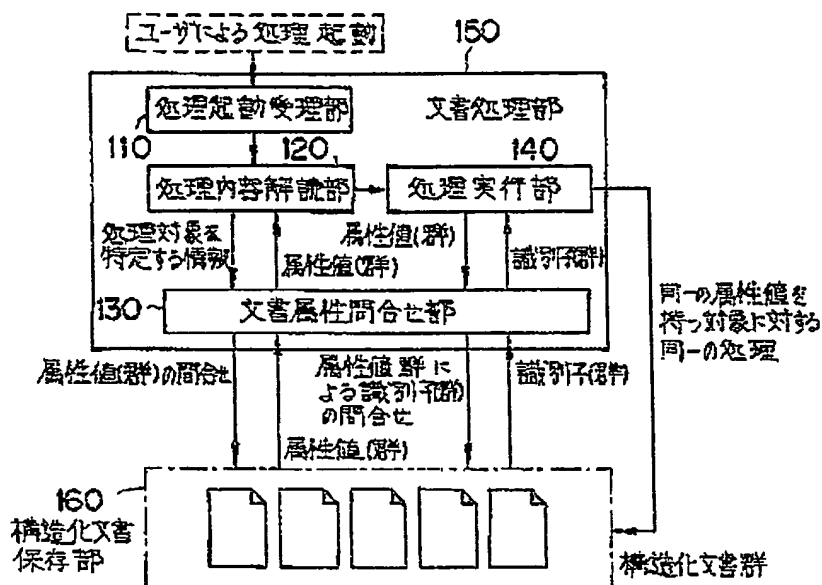 ユーザによる処理起動
150
処理起動受理部
文書処理部
110
120
140
処理内容解読部
処理実行部
処理対象を
特定する情報
属性値(群)
属性値(群)
識別子(群)
130
文書属性問合せ部
同一の属性値を
持つ対象に対する
同一の処理
属性値(群)の問合せ
属性値群に
よる識別子(群)
の問合せ
識別子(群)
属性値(群)
160
構造化文書
保存部
構造化文書群